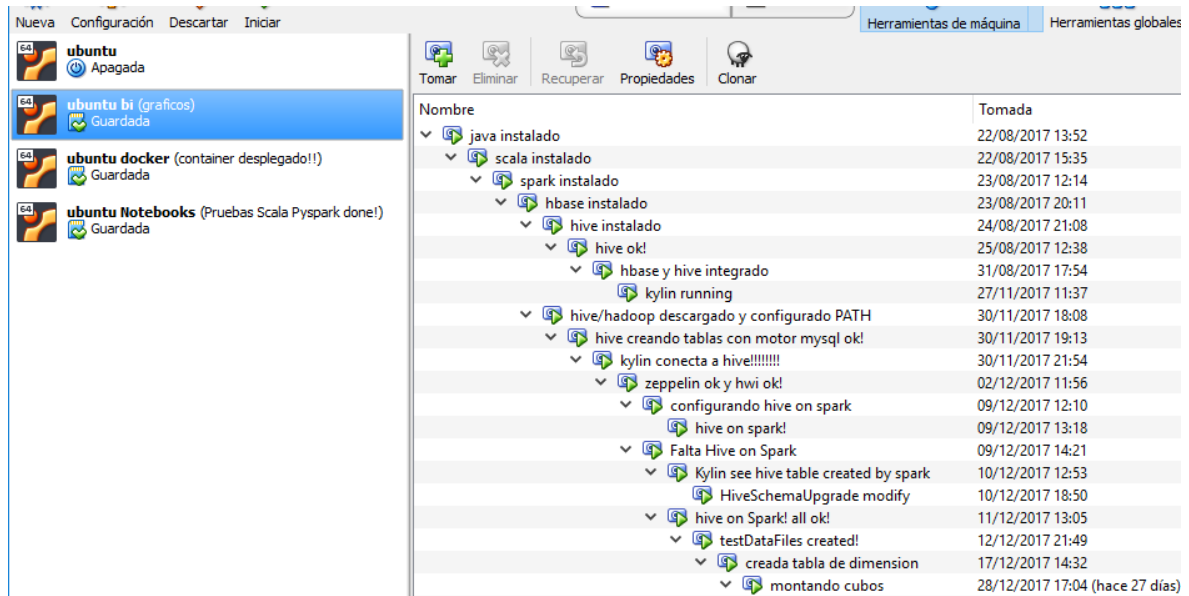 Nueva Configuración Descartar Iniciar
Herramientas de máquina Herramientas globales
64 ubuntu
Apagada
64 ubuntu bi (graficos)
Guardada
64 ubuntu docker (container desplegado!!)
Guardada
64 ubuntu Notebooks (Pruebas Scala Pyspark done!)
Guardada
Tomar Eliminar Recuperar Propiedades Clonar
Nombre Tomada
java instalado 22/08/2017 13:52
scala instalado 22/08/2017 15:35
spark instalado 23/08/2017 12:14
hbase instalado 23/08/2017 20:11
hive instalado 24/08/2017 21:08
hive ok! 25/08/2017 12:38
hbase y hive integrado 31/08/2017 17:54
kylin running 27/11/2017 11:37
hive/hadoop descargado y configurado PATH 30/11/2017 18:08
hive creando tablas con motor mysql ok! 30/11/2017 19:13
kylin conecta a hive!!!!!!!! 30/11/2017 21:54
zeppelin ok y hwi ok! 02/12/2017 11:56
configurando hive on spark 09/12/2017 12:10
hive on spark! 09/12/2017 13:18
Falta Hive on Spark 09/12/2017 14:21
Kylin see hive table created by spark 10/12/2017 12:53
HiveSchemaUpgrade modify 10/12/2017 18:50
hive on Spark! all ok! 11/12/2017 13:05
testDataFiles created! 12/12/2017 21:49
creada tabla de dimension 17/12/2017 14:32
montando cubos 28/12/2017 17:04 (hace 27 días)